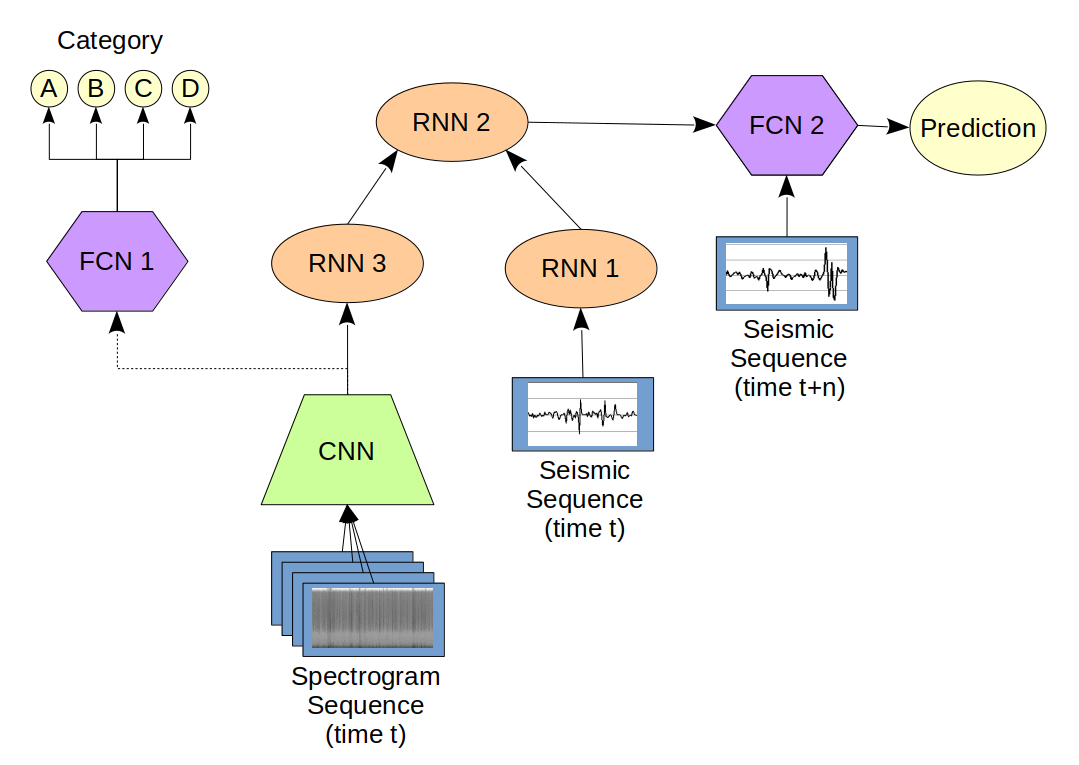 Category
A B C D
RNN 2
FCN 2
Prediction
FCN 1
RNN 3
RNN 1
Seismic
Sequence
(time t+n)
CNN
Seismic
Sequence
(time t)
Spectrogram
Sequence
(time t)